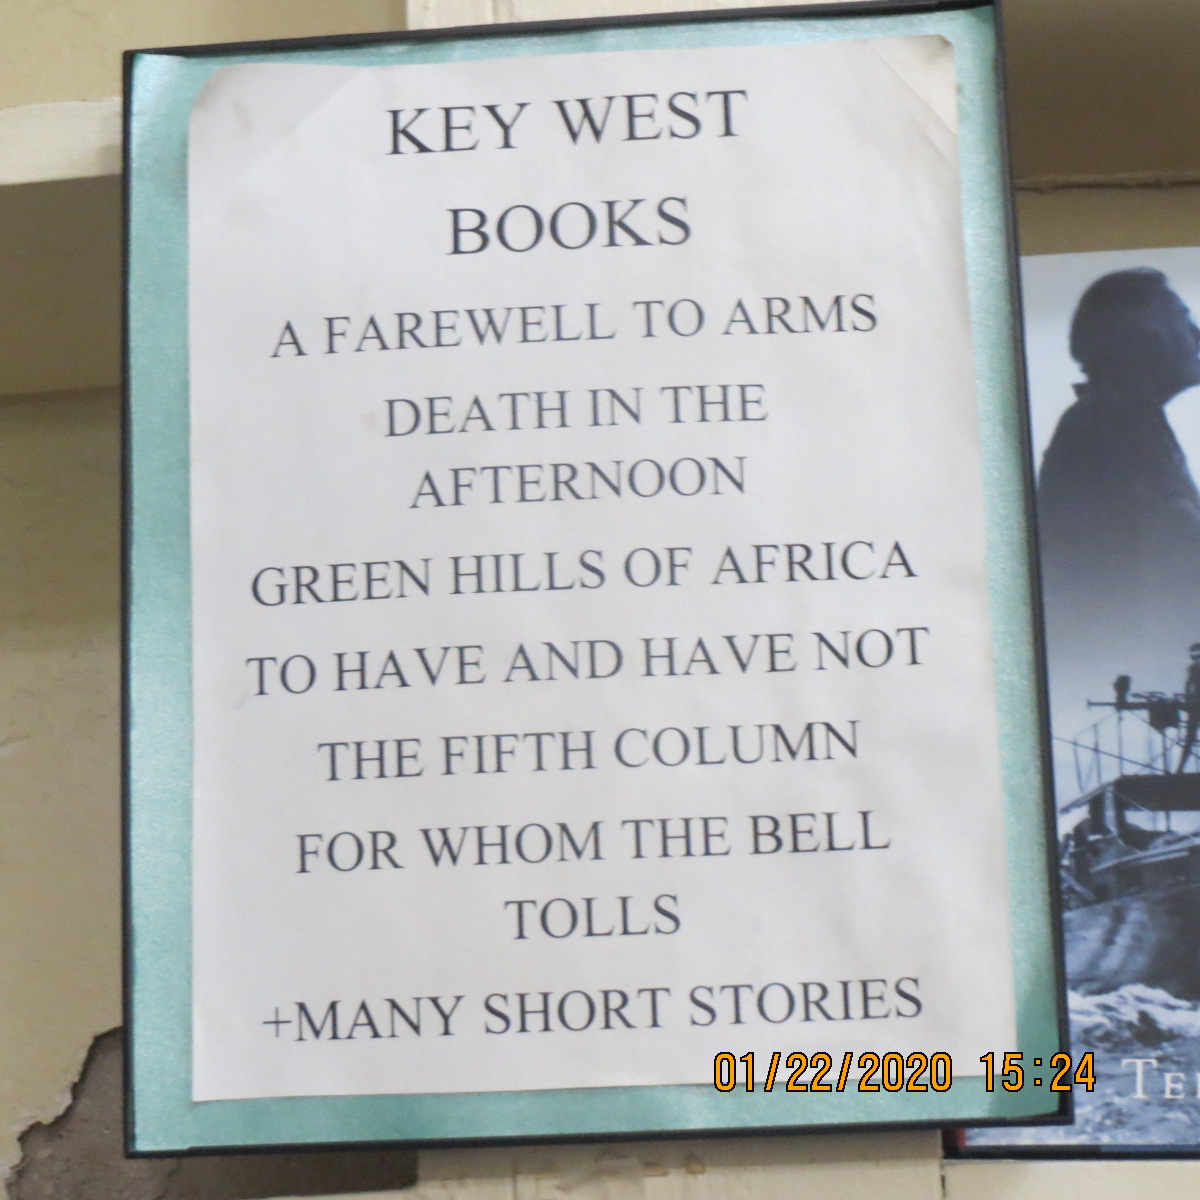 KEY WEST
BOOKS
A FAREWELL TO ARMS
DEATH IN THE
AFTERNOON
GREEN HILLS OF AFRICA
TO HAVE AND HAVE NOT
THE FIFTH COLUMN
FOR WHOM THE BELL
TOLLS
+MANY SHORT STORIES
01/22/2020 15:24